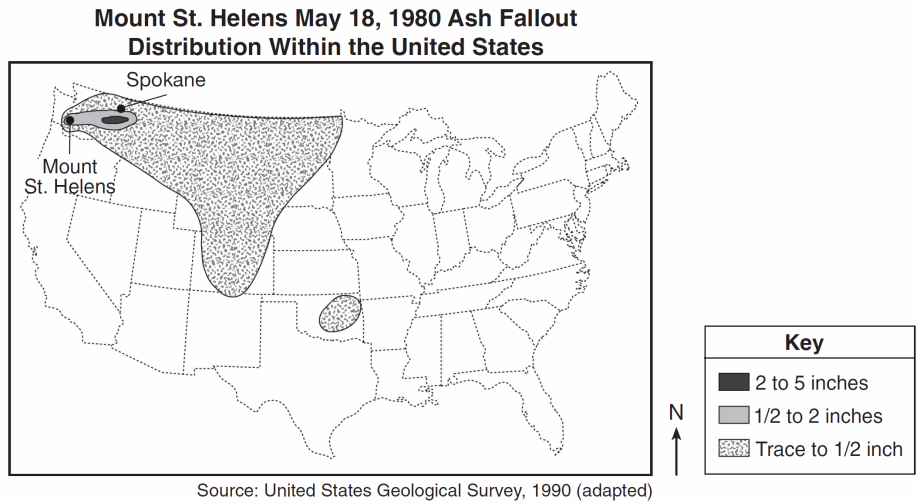 Mount St. Helens May 18, 1980 Ash Fallout
Distribution Within the United States
Spokane
Mount
St. Helens
Key
2 to 5 inches
1/2 to 2 inches
Trace to 1/2 inch
N
Source: United States Geological Survey, 1990 (adapted)